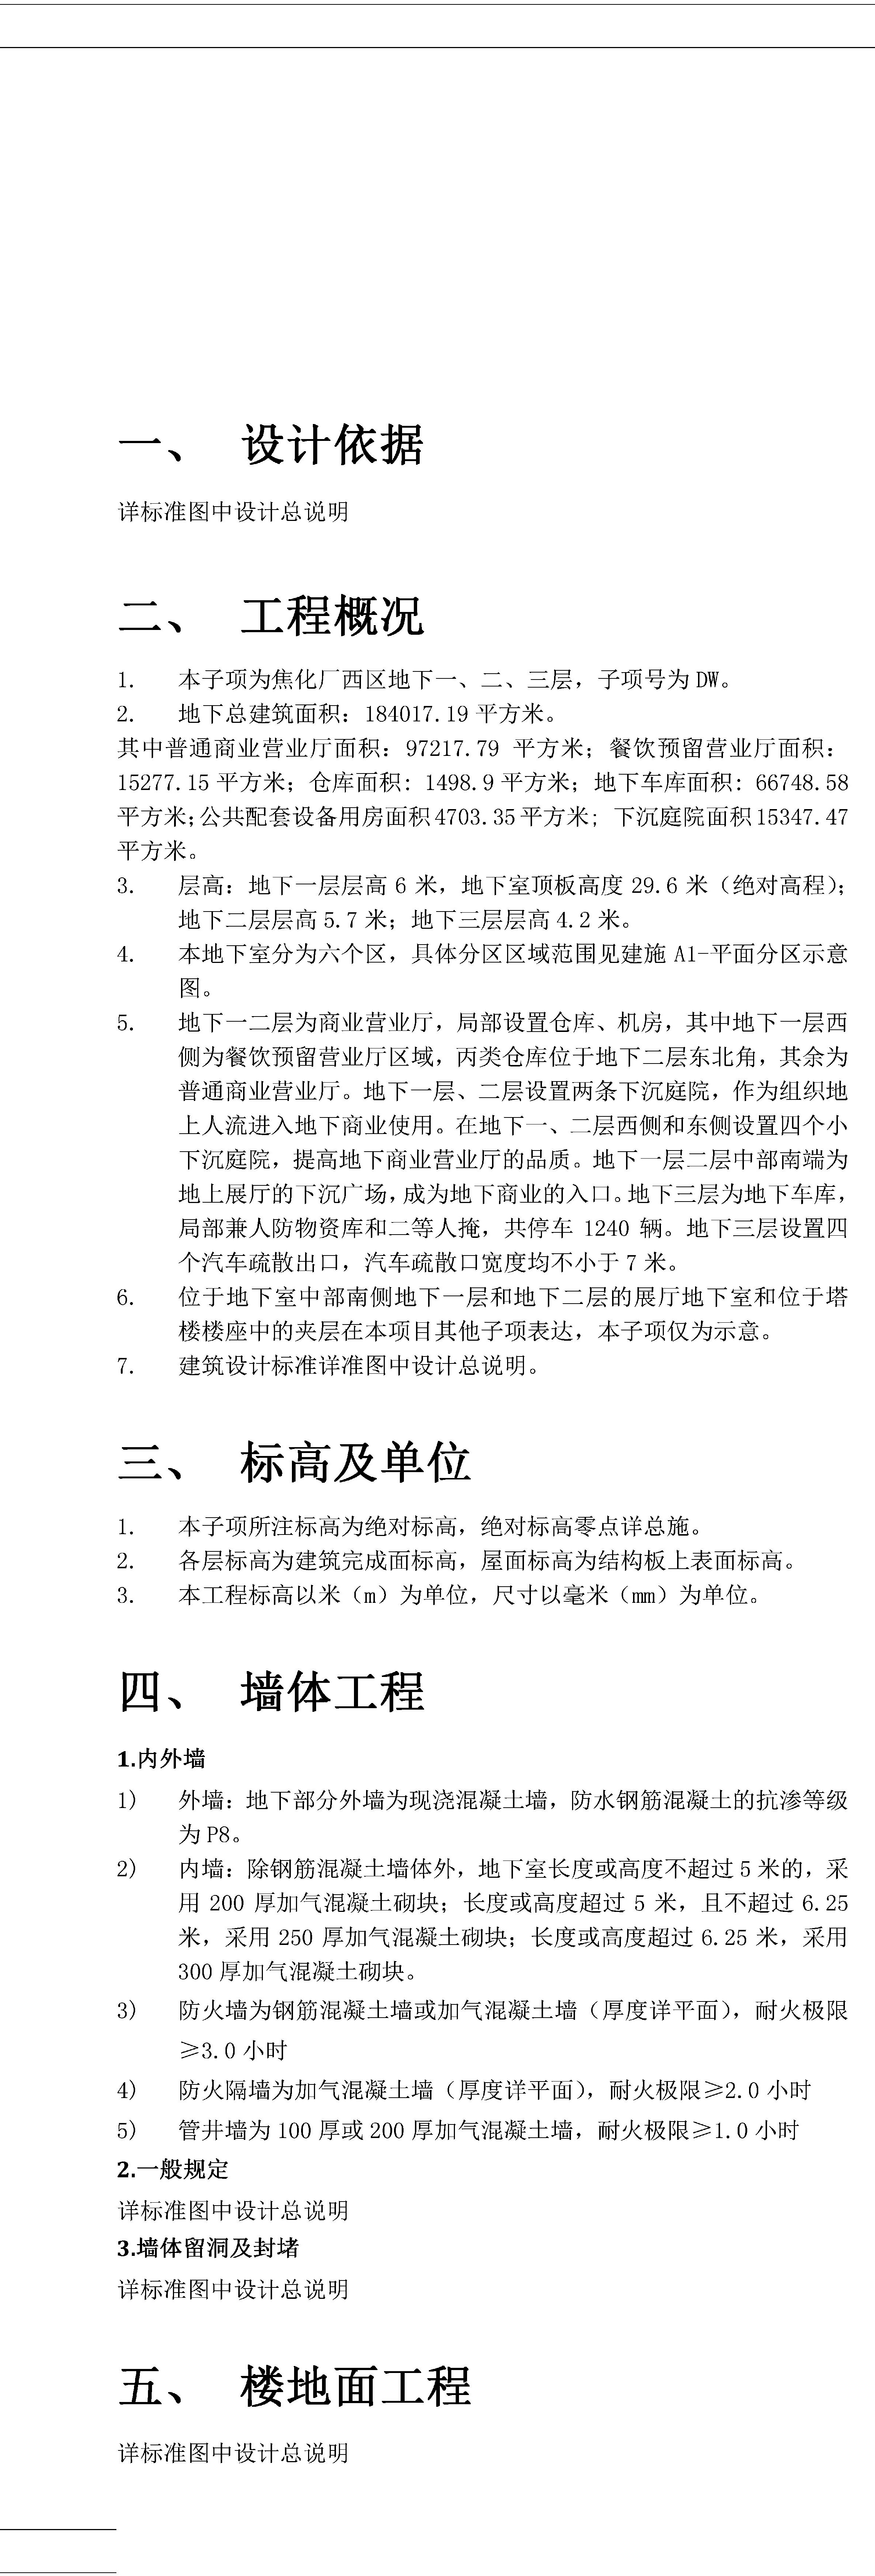 一、 设计依据
详标准图中设计总说明
二、 工程概况
1. 本子项为焦化厂西区地下一、二、三层，子项号为 DW。
2. 地下总建筑面积：184017.19 平方米。
其中普通商业营业厅面积：97217.79 平方米；餐饮预留营业厅面积：
15277.15 平方米；仓库面积：1498.9 平方米；地下车库面积：66748.58
平方米；公共配套设备用房面积 4703.35 平方米；下沉庭院面积 15347.47
平方米。
3. 层高：地下一层层高 6 米，地下室顶板高度 29.6 米（绝对高程）；
地下二层层高 5.7 米；地下三层层高 4.2 米。
4. 本地下室分为六个区，具体分区区域范围见建施 A1-平面分区示意
图。
5. 地下一二层为商业营业厅，局部设置仓库、机房，其中地下一层西
侧为餐饮预留营业厅区域，丙类仓库位于地下二层东北角，其余为
普通商业营业厅。地下一层、二层设置两条下沉庭院，作为组织地
上人流进入地下商业使用。在地下一、二层西侧和东侧设置四个小
下沉庭院，提高地下商业营业厅的品质。地下一层二层中部南端为
地上展厅的下沉广场，成为地下商业的入口。地下三层为地下车库，
局部兼人防物资库和二等人掩，共停车 1240 辆。地下三层设置四
个汽车疏散出口，汽车疏散口宽度均不小于 7 米。
6. 位于地下室中部南侧地下一层和地下二层的展厅地下室和位于塔
楼楼座中的夹层在本项目其他子项表达，本子项仅为示意。
7. 建筑设计标准详准图中设计总说明。
三、 标高及单位
1. 本子项所注标高为绝对标高，绝对标高零点详总施。
2. 各层标高为建筑完成面标高，屋面标高为结构板上表面标高。
3. 本工程标高以米（m）为单位，尺寸以毫米（mm）为单位。
四、 墙体工程
1.内外墙
1） 外墙：地下部分外墙为现浇混凝土墙，防水钢筋混凝土的抗渗等级
为 P8。
2） 内墙：除钢筋混凝土墙体外，地下室长度或高度不超过 5 米的，采
用 200 厚加气混凝土砌块；长度或高度超过 5 米，且不超过 6.25
米，采用 250 厚加气混凝土砌块；长度或高度超过 6.25 米，采用
300 厚加气混凝土砌块。
3） 防火墙为钢筋混凝土墙或加气混凝土墙（厚度详平面），耐火极限
≥3.0 小时
4） 防火隔墙为加气混凝土墙（厚度详平面），耐火极限≥2.0 小时
5） 管井墙为 100 厚或 200 厚加气混凝土墙，耐火极限≥1.0 小时
2.一般规定
详标准图中设计总说明
3.墙体留洞及封堵
详标准图中设计总说明
五、 楼地面工程
详标准图中设计总说明